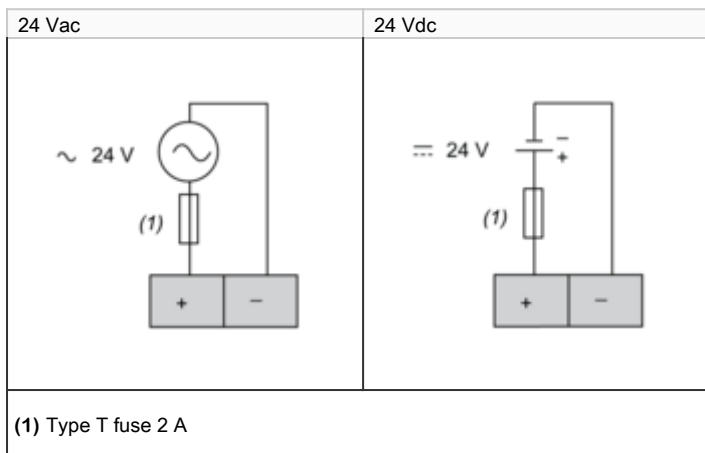 24 Vac
24 Vdc
∼ 24 V
(1)
+ −
⎓ 24 V
−
+
(1)
+ −
(1) Type T fuse 2 A